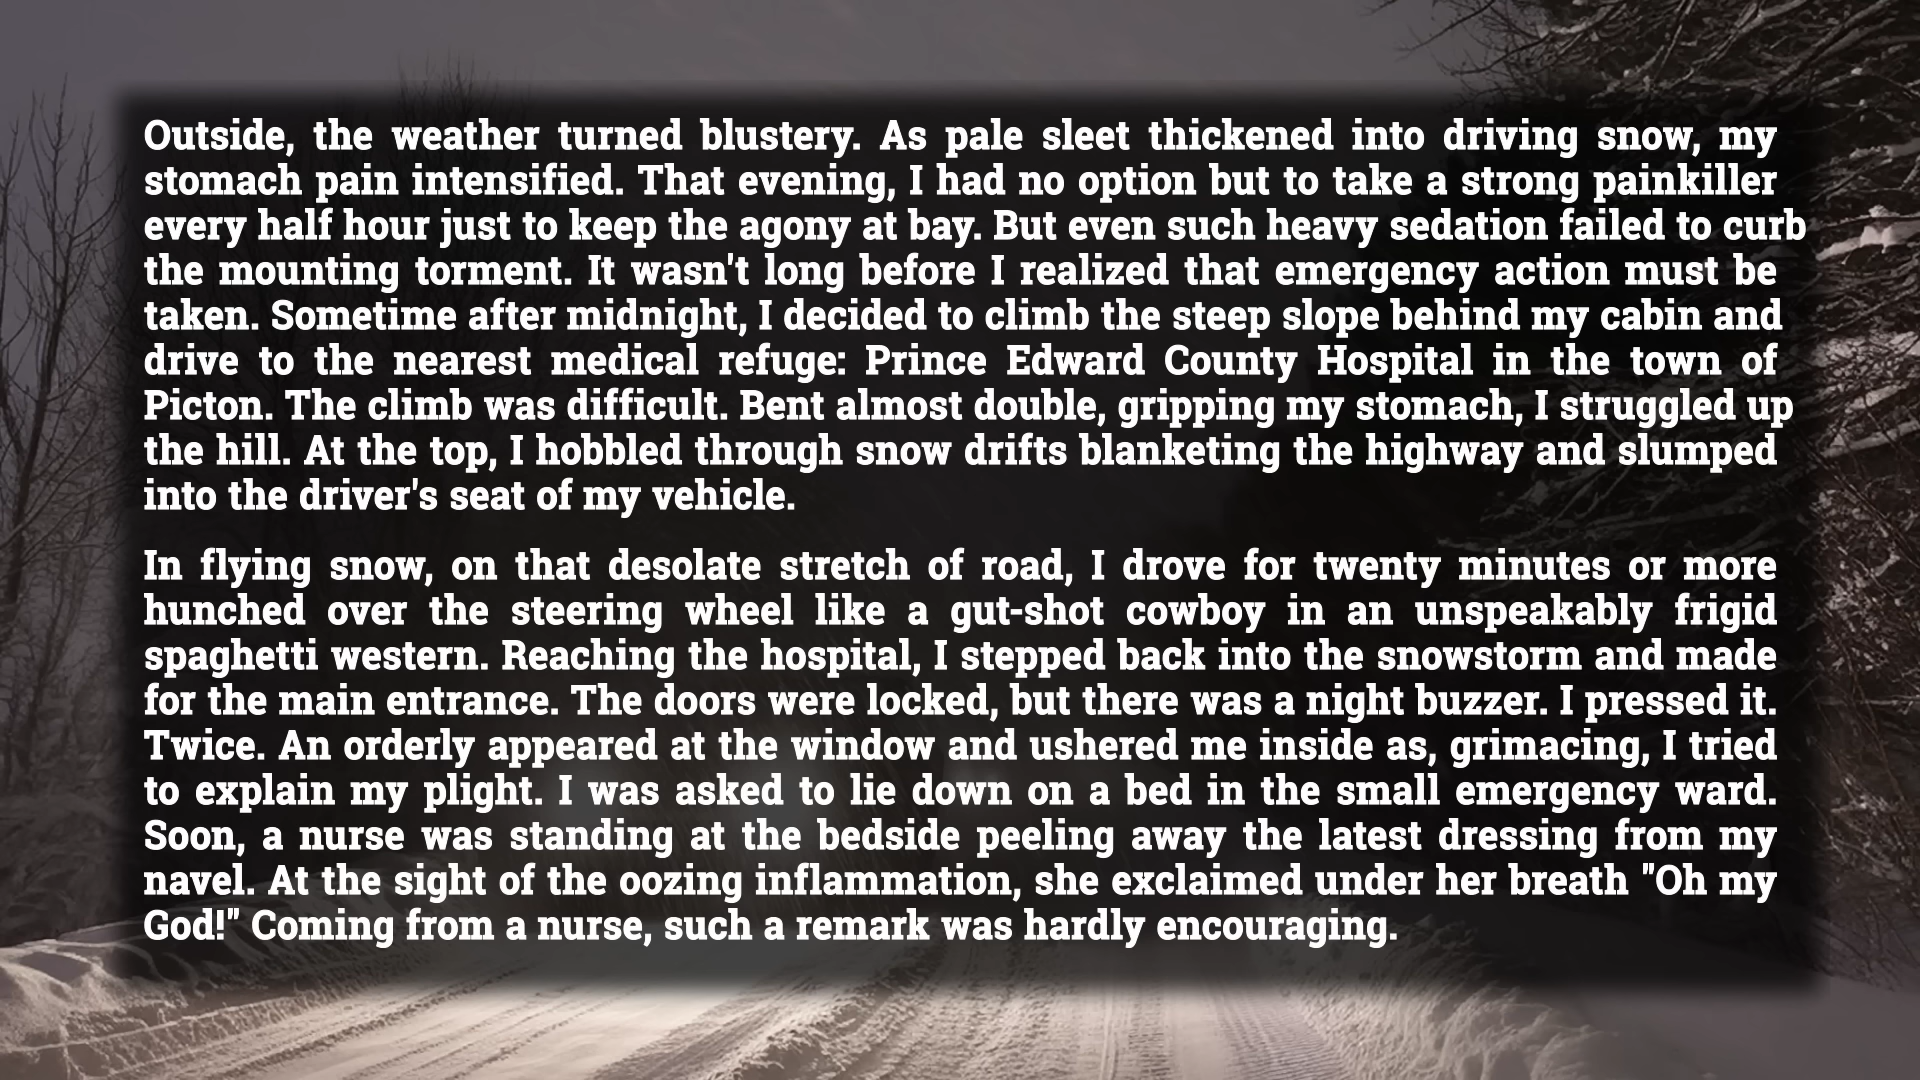 Outside, the weather turned blustery. As pale sleet thickened into driving snow, my
stomach pain intensified. That evening, I had no option but to take a strong painkiller
every half hour just to keep the agony at bay. But even such heavy sedation failed to curb
the mounting torment. It wasn't long before I realized that emergency action must be
taken. Sometime after midnight, I decided to climb the steep slope behind my cabin and
drive to the nearest medical refuge: Prince Edward County Hospital in the town of
Picton. The climb was difficult. Bent almost double, gripping my stomach, I struggled up
the hill. At the top, I hobbled through snow drifts blanketing the highway and slumped
into the driver's seat of my vehicle.
In flying snow, on that desolate stretch of road, I drove for twenty minutes or more
hunched over the steering wheel like a gut-shot cowboy in an unspeakably frigid
spaghetti western. Reaching the hospital, I stepped back into the snowstorm and made
for the main entrance. The doors were locked, but there was a night buzzer. I pressed it.
Twice. An orderly appeared at the window and ushered me inside as, grimacing, I tried
to explain my plight. I was asked to lie down on a bed in the small emergency ward.
Soon, a nurse was standing at the bedside peeling away the latest dressing from my
navel. At the sight of the oozing inflammation, she exclaimed under her breath "Oh my
God!" Coming from a nurse, such a remark was hardly encouraging.